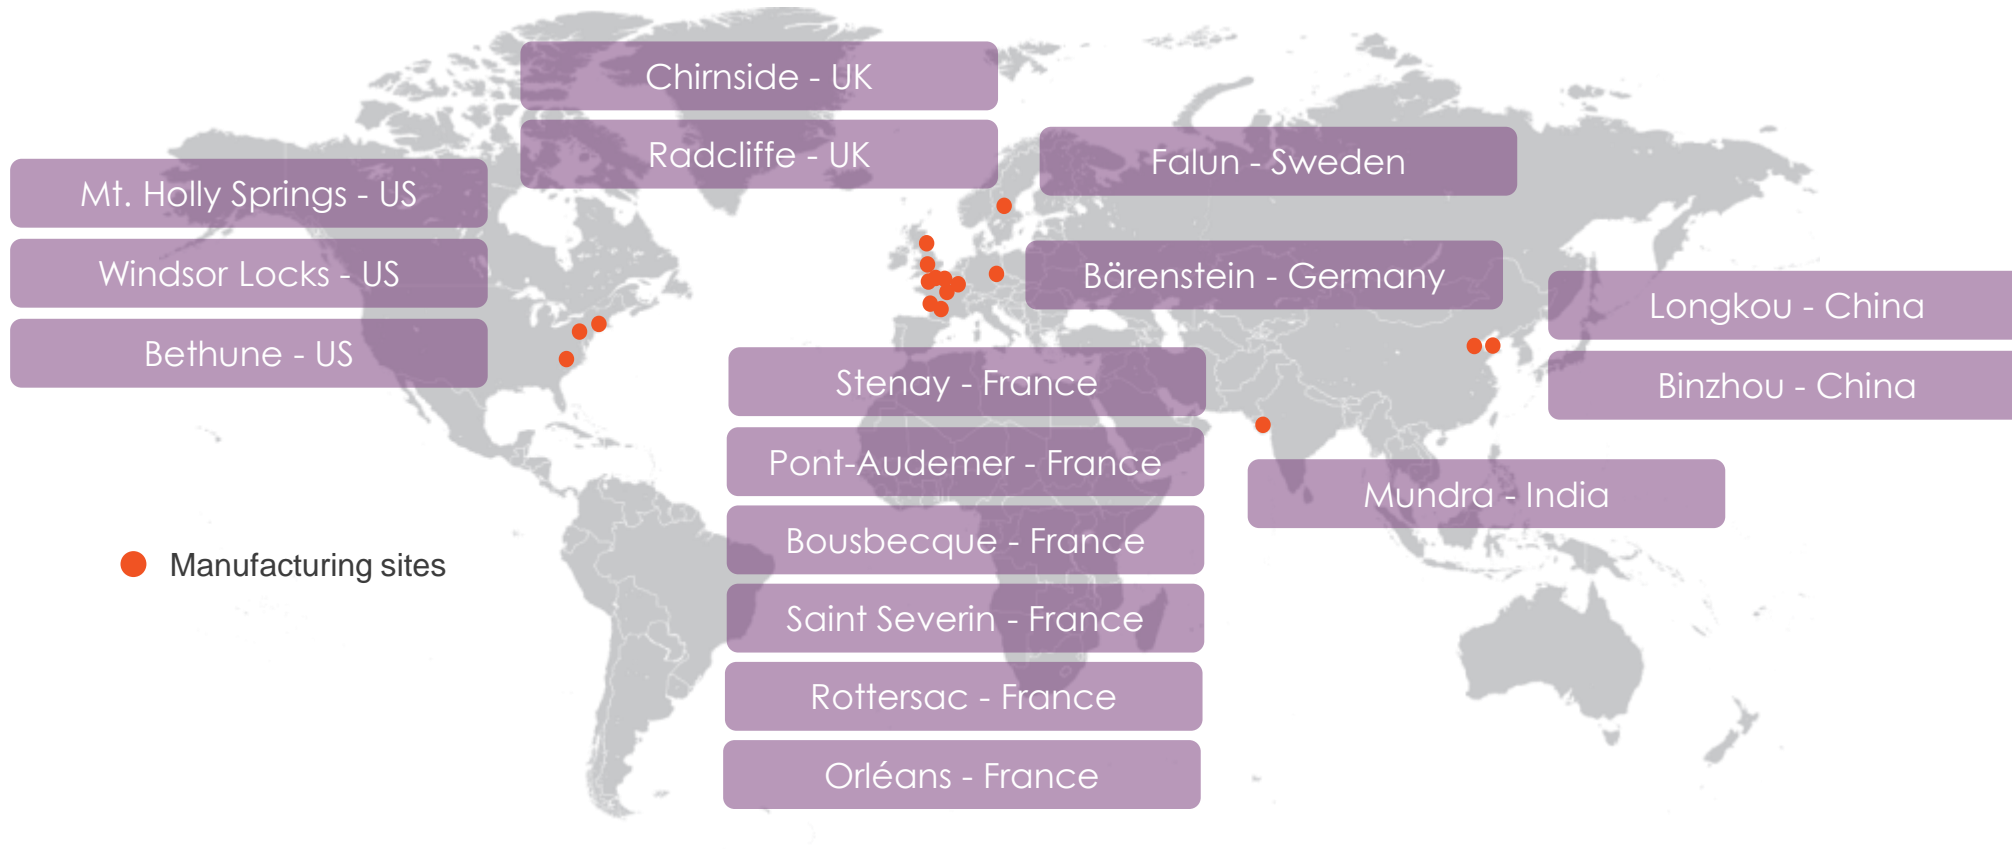 Chirnside - UK
Radcliffe - UK
Falun - Sweden
Mt. Holly Springs - US
Windsor Locks - US
Bethune - US
Bärenstein - Germany
Longkou - China
Binzhou - China
Stenay - France
Pont-Audemer - France
Bousbecque - France
Saint Severin - France
Rottersac - France
Orléans - France
Mundra - India
Manufacturing sites